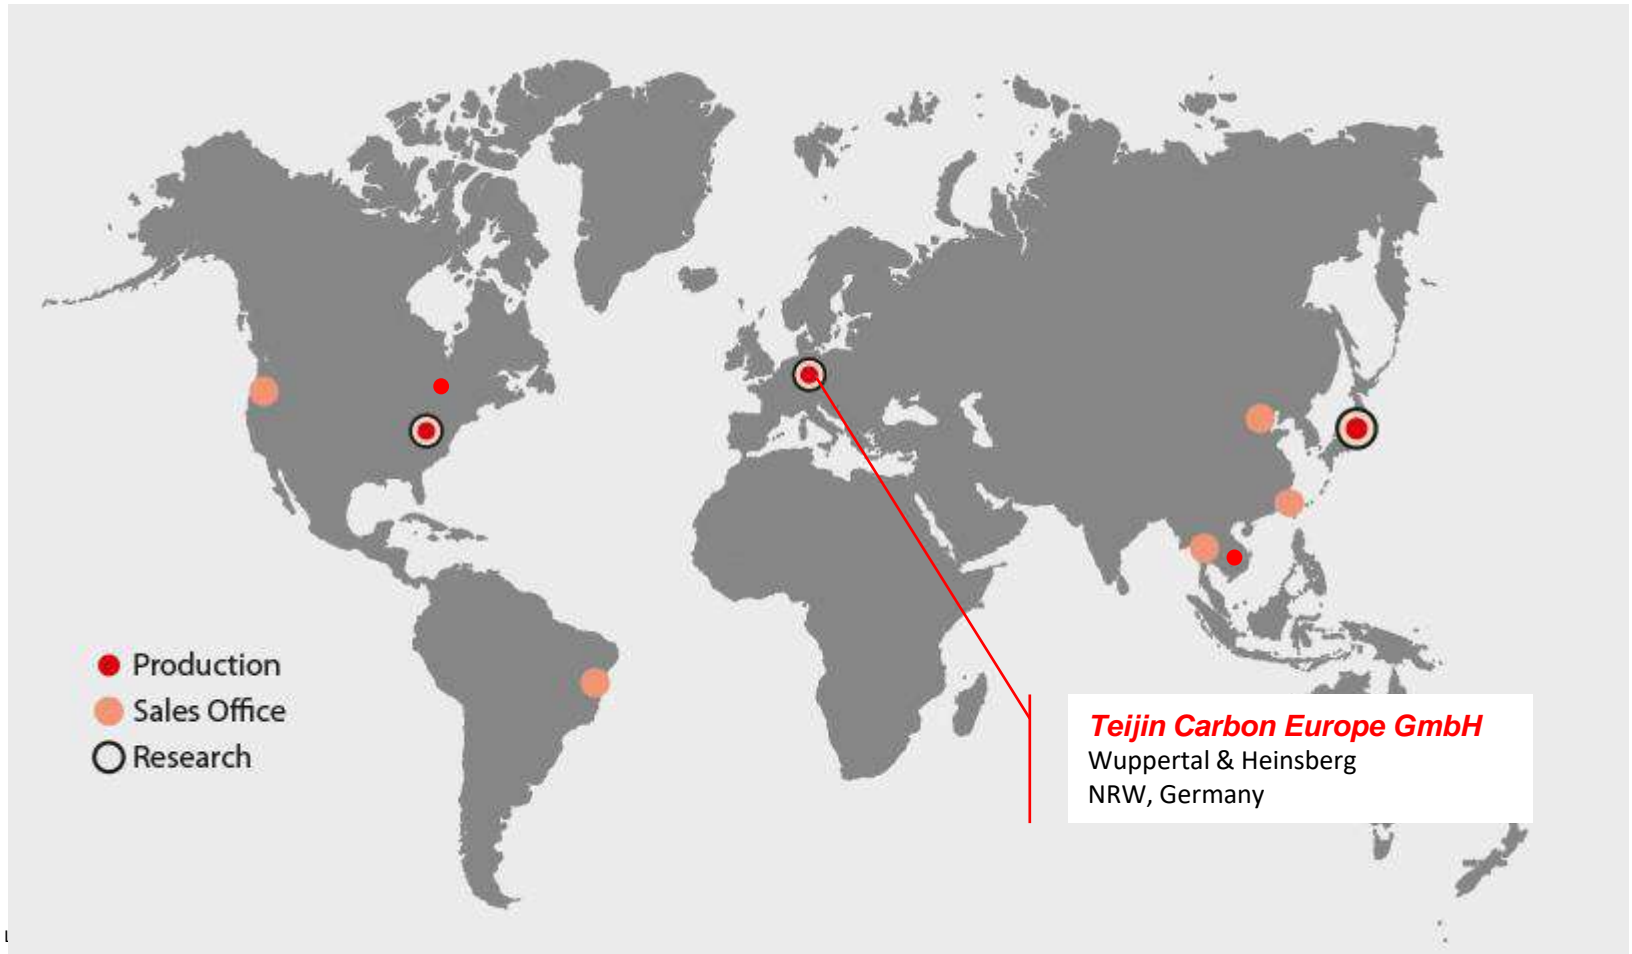 Production
Sales Office
Research
Teijin Carbon Europe GmbH
Wuppertal & Heinsberg
NRW, Germany